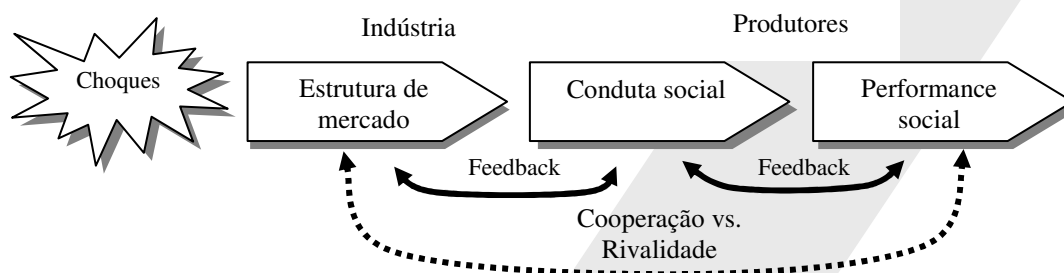 Indústria
Produtores
Choques
Estrutura de
mercado
Conduta social
Performance
social
Feedback
Feedback
Cooperação vs.
Rivalidade